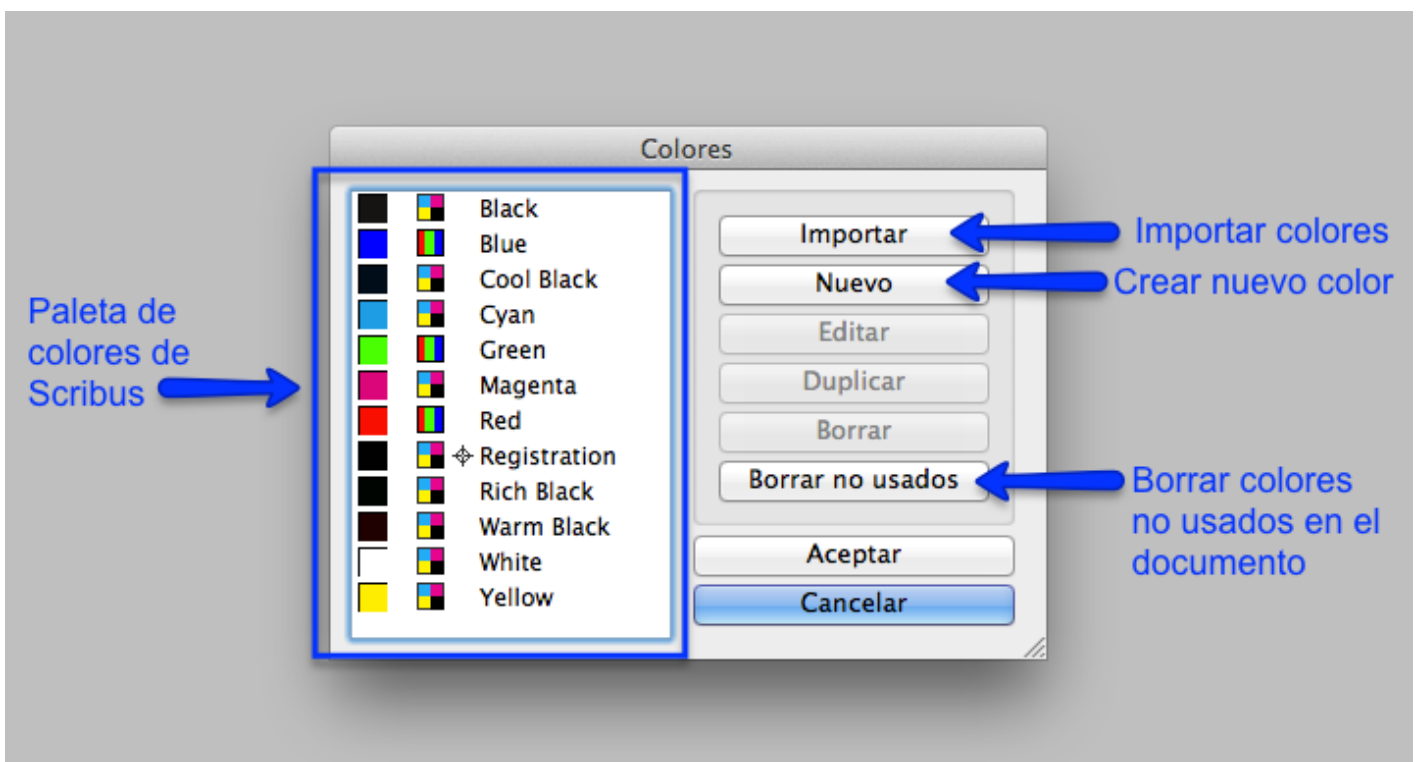 Colores
Paleta de
colores de
Scribus
Black
Blue
Cool Black
Cyan
Green
Magenta
Red
Registration
Rich Black
Warm Black
White
Yellow
Importar
Nuevo
Editar
Duplicar
Borrar
Borrar no usados
Aceptar
Cancelar
Importar colores
Crear nuevo color
Borrar colores
no usados en el
documento